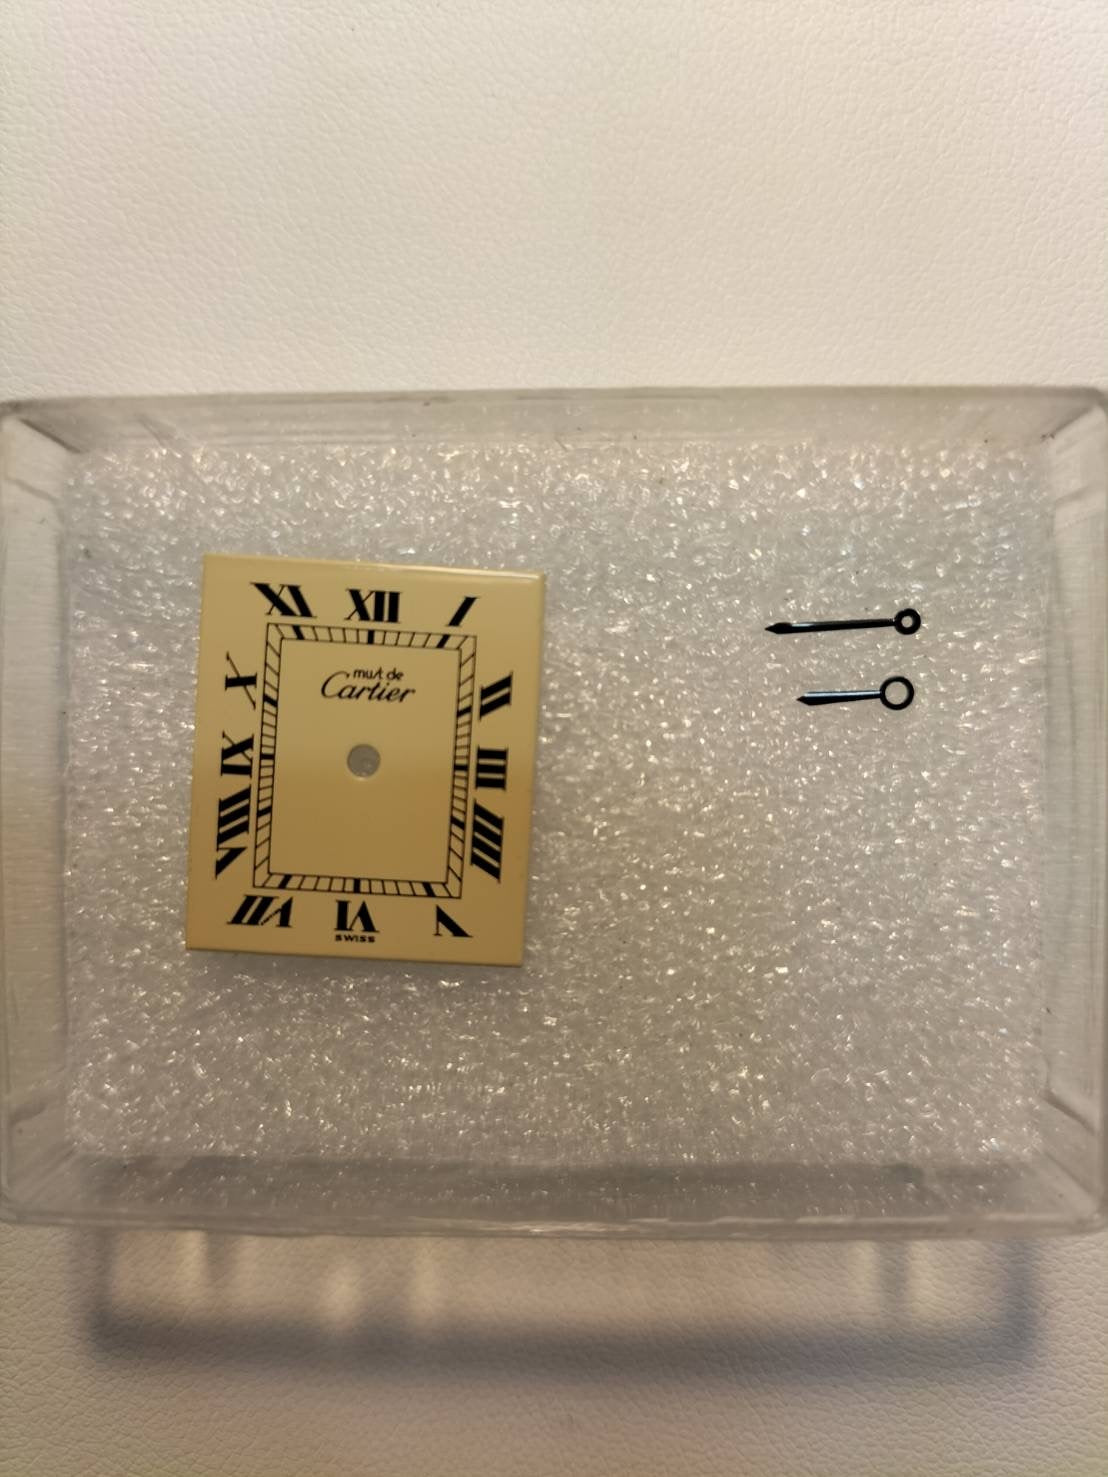 XI XII I
must de
Cartier
X II
IX III
VIII IIII
VII VI V
SWISS